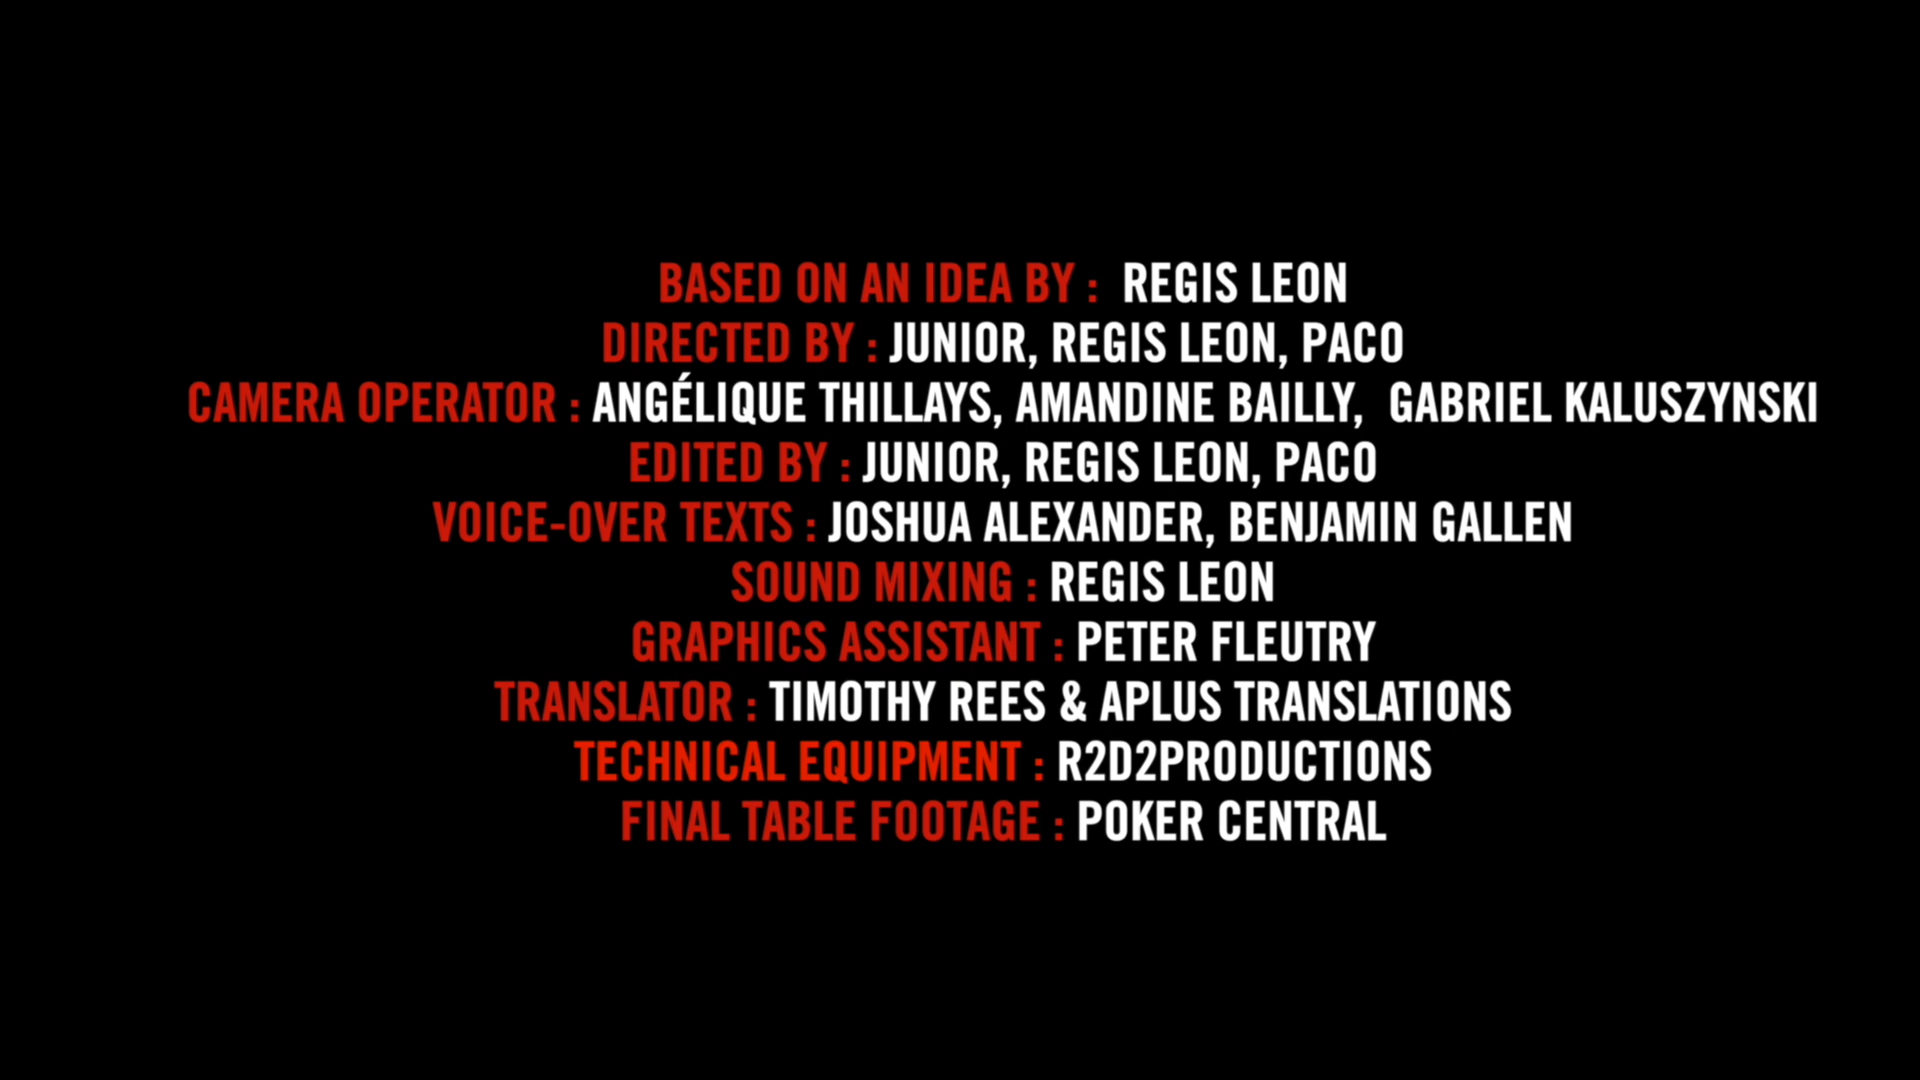 BASED ON AN IDEA BY : REGIS LEON
DIRECTED BY : JUNIOR, REGIS LEON, PACO
CAMERA OPERATOR : ANGÉLIQUE THILLAYS, AMANDINE BAILLY, GABRIEL KALUSZYNSKI
EDITED BY : JUNIOR, REGIS LEON, PACO
VOICE-OVER TEXTS : JOSHUA ALEXANDER, BENJAMIN GALLEN
SOUND MIXING : REGIS LEON
GRAPHICS ASSISTANT : PETER FLEUTRY
TRANSLATOR : TIMOTHY REES & APLUS TRANSLATIONS
TECHNICAL EQUIPMENT : R2D2PRODUCTIONS
FINAL TABLE FOOTAGE : POKER CENTRAL